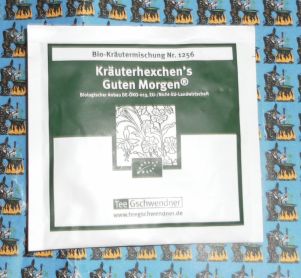 Bio-Kräutermischung Nr. 1256
Kräuterhexchen's
Guten Morgen®
Biologischer Anbau DE-ÖKO-013, EU-/Nicht-EU-Landwirtschaft
Tee Gschwendner
www.teegschwendner.de